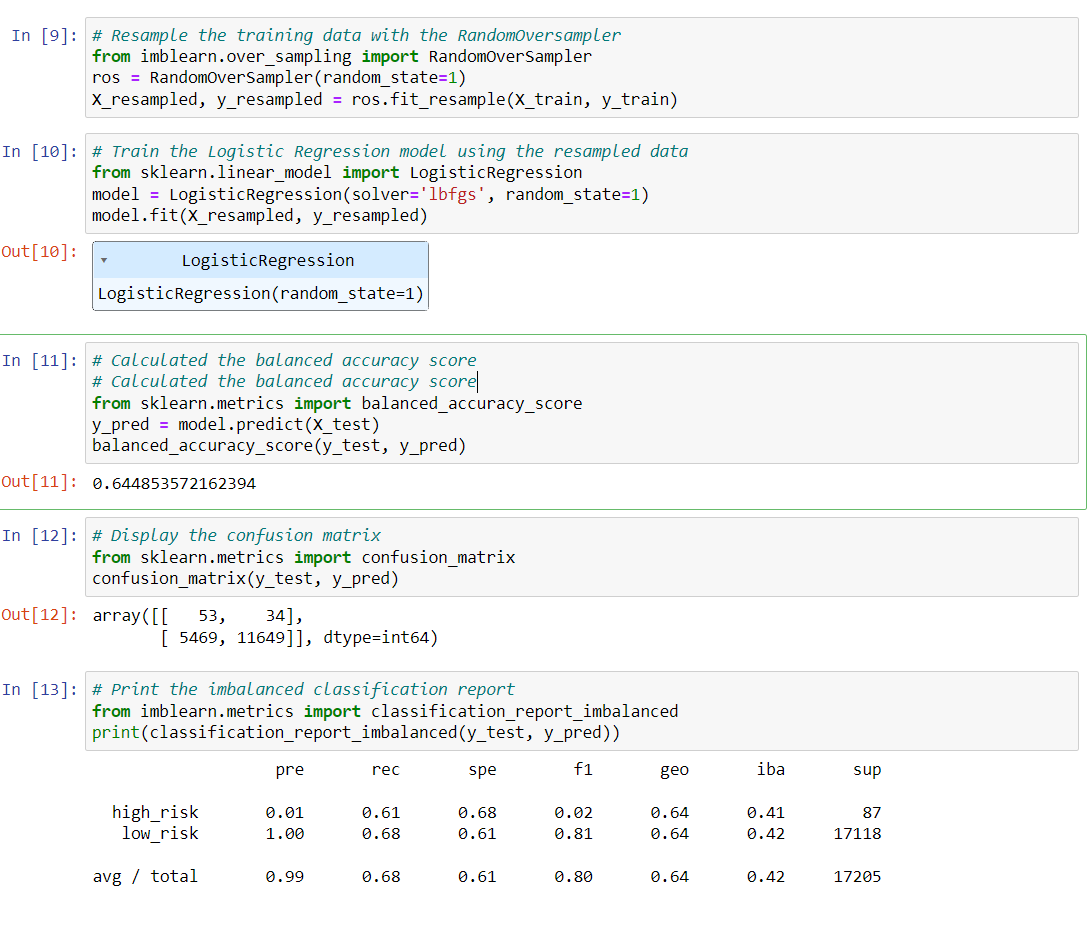 In [9]: # Resample the training data with the RandomOversampler
from imblearn.over_sampling import RandomOverSampler
ros = RandomOverSampler(random_state=1)
X_resampled, y_resampled = ros.fit_resample(X_train, y_train)
In [10]: # Train the Logistic Regression model using the resampled data
from sklearn.linear_model import LogisticRegression
model = LogisticRegression(solver='lbfgs', random_state=1)
model.fit(X_resampled, y_resampled)
Out[10]: LogisticRegression
LogisticRegression(random_state=1)
In [11]: # Calculated the balanced accuracy score
# Calculated the balanced accuracy score
from sklearn.metrics import balanced_accuracy_score
y_pred = model.predict(X_test)
balanced_accuracy_score(y_test, y_pred)
Out[11]: 0.644853572162394
In [12]: # Display the confusion matrix
from sklearn.metrics import confusion_matrix
confusion_matrix(y_test, y_pred)
Out[12]: array([[   53,    34],
       [ 5469, 11649]], dtype=int64)
In [13]: # Print the imbalanced classification report
from imblearn.metrics import classification_report_imbalanced
print(classification_report_imbalanced(y_test, y_pred))
pre rec spe f1 geo iba sup
high_risk 0.01 0.61 0.68 0.02 0.64 0.41 87
low_risk 1.00 0.68 0.61 0.81 0.64 0.42 17118
avg / total 0.99 0.68 0.61 0.80 0.64 0.42 17205